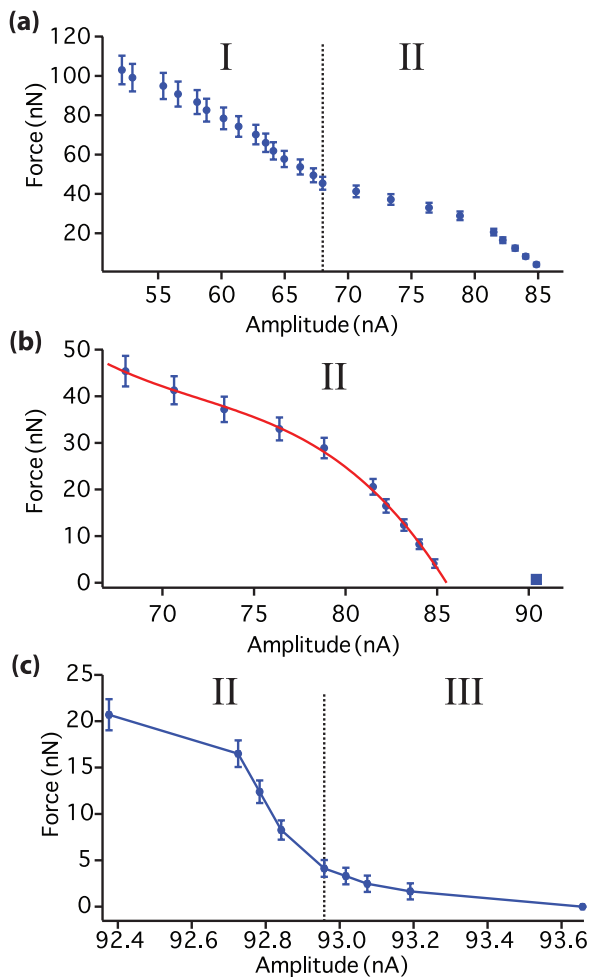 (a)
I II
120
100
80
60
40
20
Force (nN)
55 60 65 70 75 80 85
Amplitude (nA)
(b)
II
50
40
30
20
10
0
Force (nN)
70 75 80 85 90
Amplitude (nA)
(c)
II III
25
20
15
10
5
0
Force (nN)
92.4 92.6 92.8 93.0 93.2 93.4 93.6
Amplitude (nA)